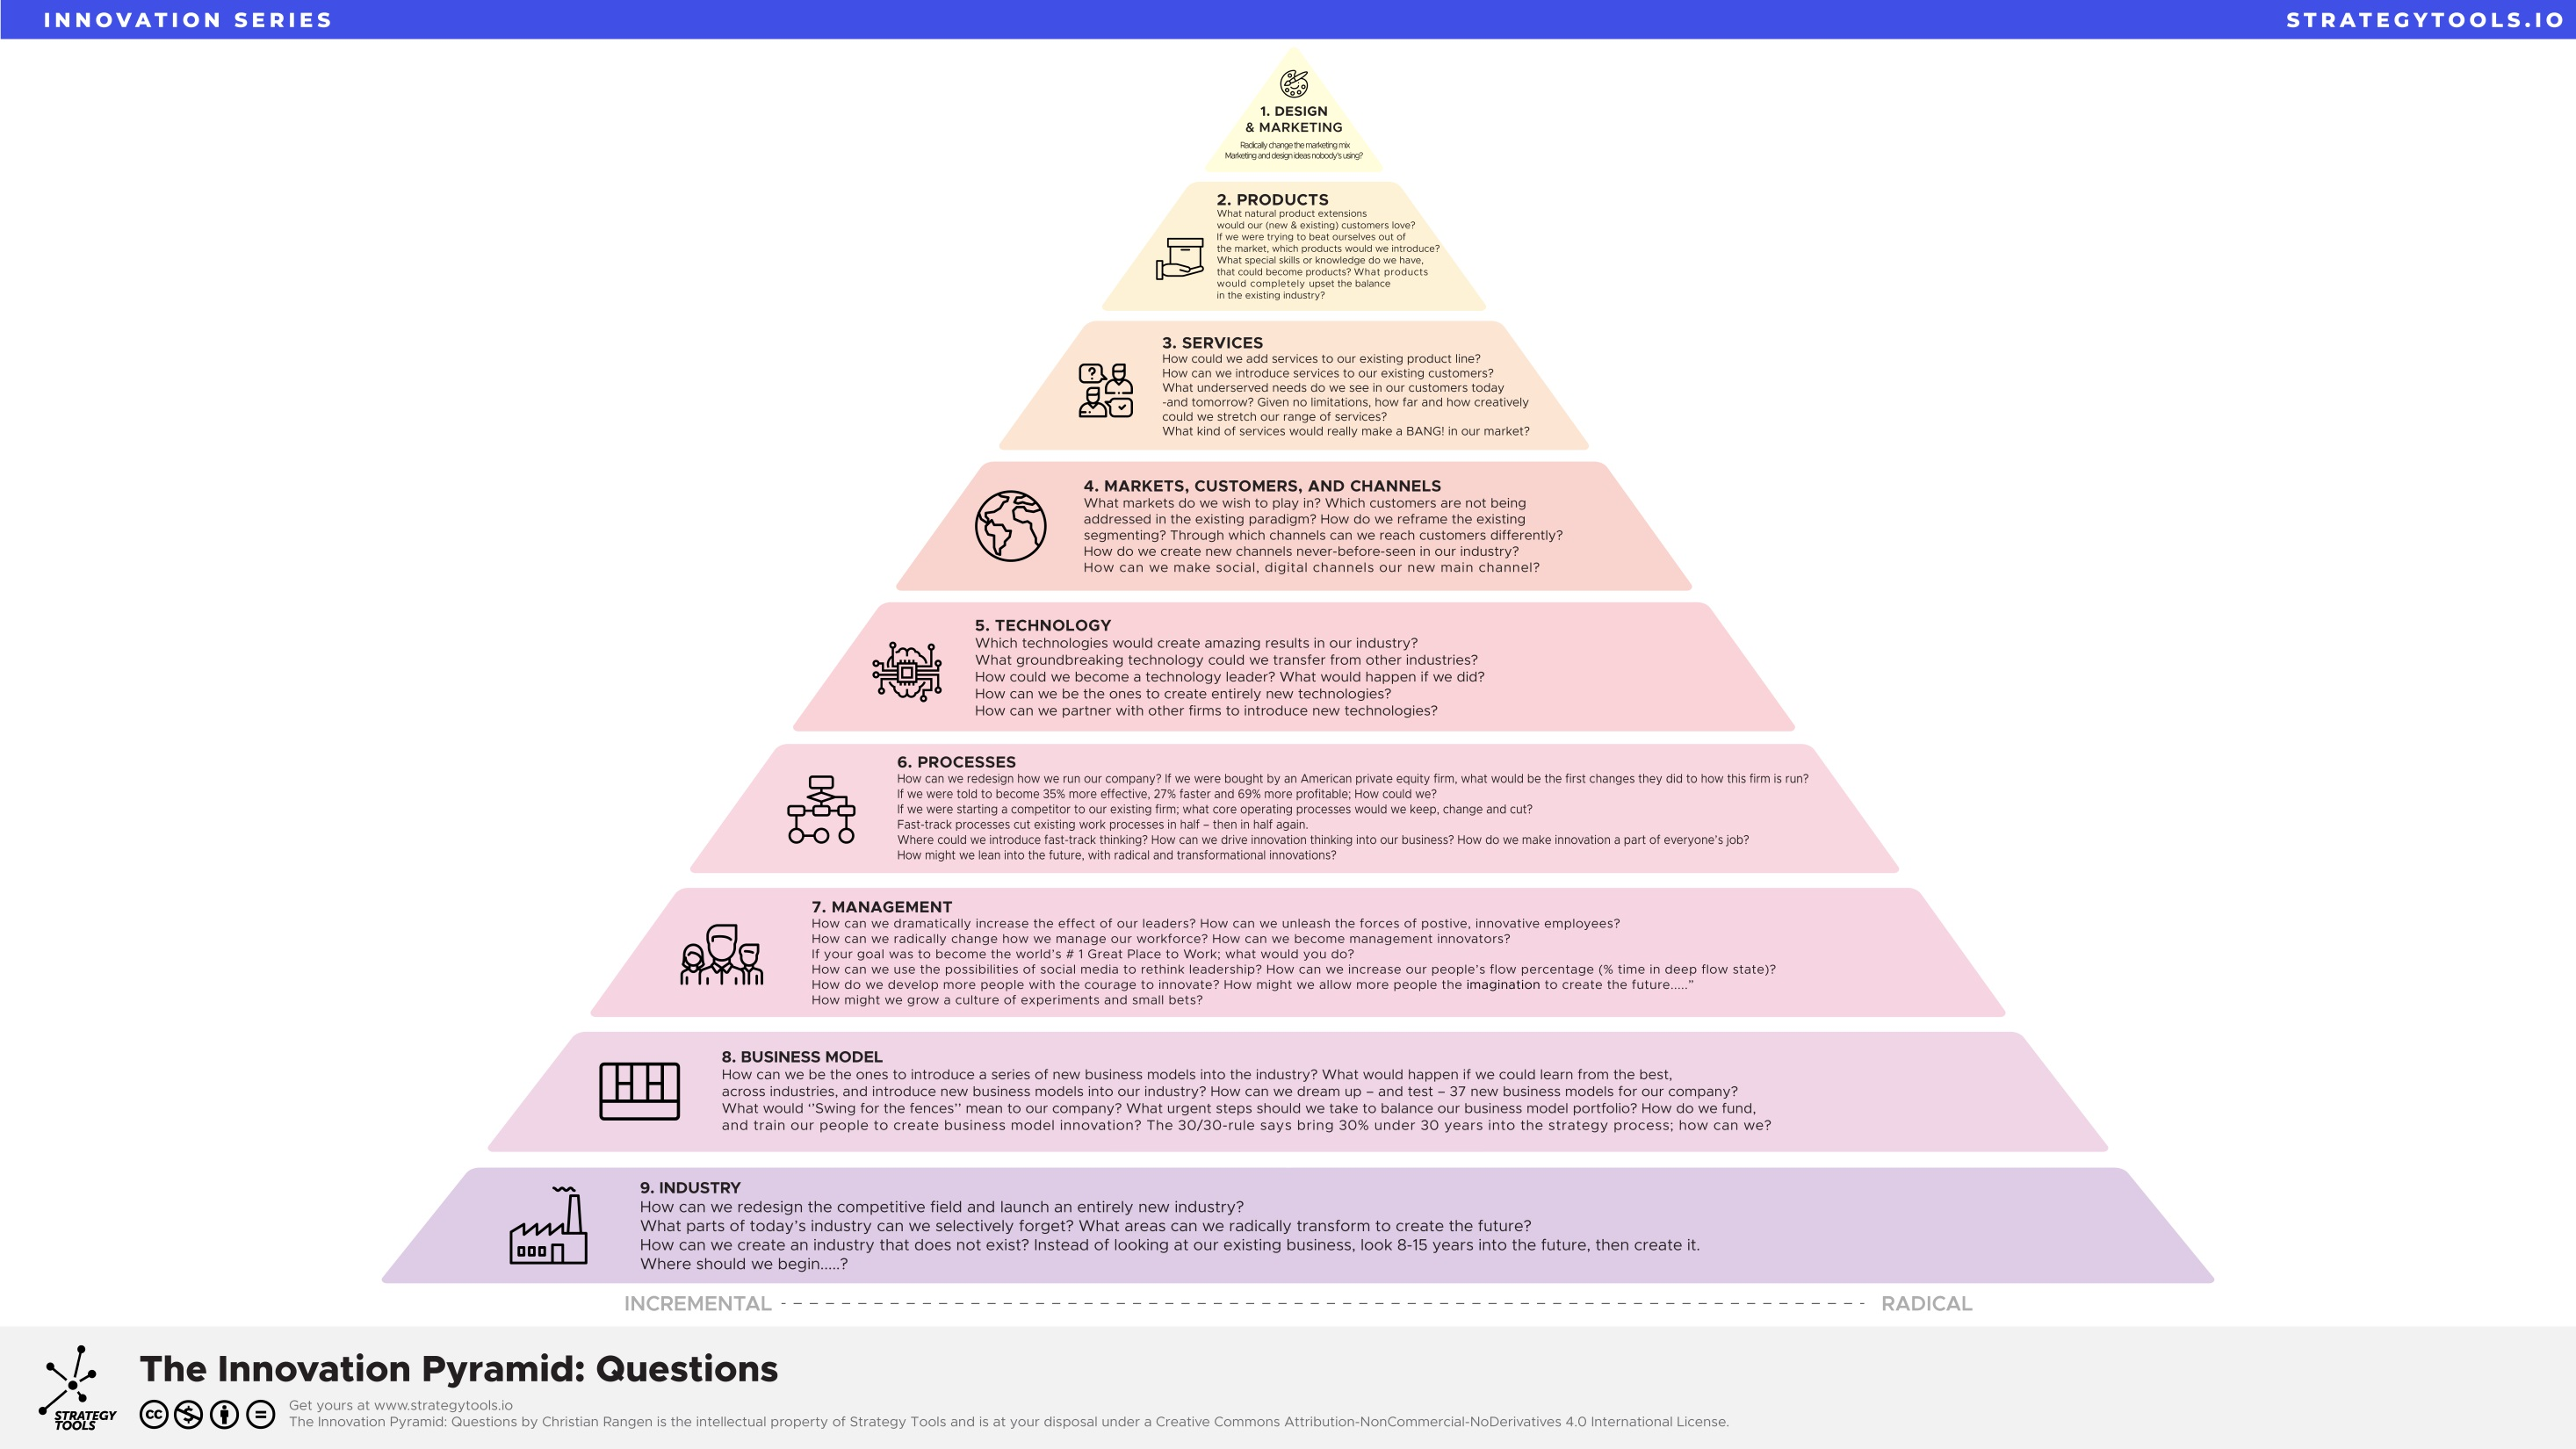 INNOVATION SERIES
STRATEGYTOOLS.IO
1. DESIGN
& MARKETING
Radically change the marketing mix
Marketing and design ideas nobody's using?
2. PRODUCTS
What natural product extensions
would our (new & existing) customers love?
If we were trying to beat ourselves out of
the market, which products would we introduce?
What special skills or knowledge do we have,
that could become products? What products
would completely upset the balance
in the existing industry?
3. SERVICES
How could we add services to our existing product line?
How can we introduce services to our existing customers?
What underserved needs do we see in our customers today
-and tomorrow? Given no limitations, how far and how creatively
could we stretch our range of services?
What kind of services would really make a BANG! in our market?
4. MARKETS, CUSTOMERS, AND CHANNELS
What markets do we wish to play in? Which customers are not being
addressed in the existing paradigm? How do we reframe the existing
segmenting? Through which channels can we reach customers differently?
How do we create new channels never-before-seen in our industry?
How can we make social, digital channels our new main channel?
5. TECHNOLOGY
Which technologies would create amazing results in our industry?
What groundbreaking technology could we transfer from other industries?
How could we become a technology leader? What would happen if we did?
How can we be the ones to create entirely new technologies?
How can we partner with other firms to introduce new technologies?
6. PROCESSES
How can we redesign how we run our company? If we were bought by an American private equity firm, what would be the first changes they did to how this firm is run?
If we were told to become 35% more effective, 27% faster and 69% more profitable; How could we?
If we were starting a competitor to our existing firm; what core operating processes would we keep, change and cut?
Fast-track processes cut existing work processes in half – then in half again.
Where could we introduce fast-track thinking? How can we drive innovation thinking into our business? How do we make innovation a part of everyone's job?
How might we lean into the future, with radical and transformational innovations?
7. MANAGEMENT
How can we dramatically increase the effect of our leaders? How can we unleash the forces of postive, innovative employees?
How can we radically change how we manage our workforce? How can we become management innovators?
If your goal was to become the world's # 1 Great Place to Work; what would you do?
How can we use the possibilities of social media to rethink leadership? How can we increase our people's flow percentage (% time in deep flow state)?
How do we develop more people with the courage to innovate? How might we allow more people the imagination to create the future....."
How might we grow a culture of experiments and small bets?
8. BUSINESS MODEL
How can we be the ones to introduce a series of new business models into the industry? What would happen if we could learn from the best,
across industries, and introduce new business models into our industry? How can we dream up – and test – 37 new business models for our company?
What would ''Swing for the fences'' mean to our company? What urgent steps should we take to balance our business model portfolio? How do we fund,
and train our people to create business model innovation? The 30/30-rule says bring 30% under 30 years into the strategy process; how can we?
9. INDUSTRY
How can we redesign the competitive field and launch an entirely new industry?
What parts of today's industry can we selectively forget? What areas can we radically transform to create the future?
How can we create an industry that does not exist? Instead of looking at our existing business, look 8-15 years into the future, then create it.
Where should we begin.....?
INCREMENTAL
RADICAL
The Innovation Pyramid: Questions
STRATEGY
TOOLS
cc
Get yours at www.strategytools.io
The Innovation Pyramid: Questions by Christian Rangen is the intellectual property of Strategy Tools and is at your disposal under a Creative Commons Attribution-NonCommercial-NoDerivatives 4.0 International License.